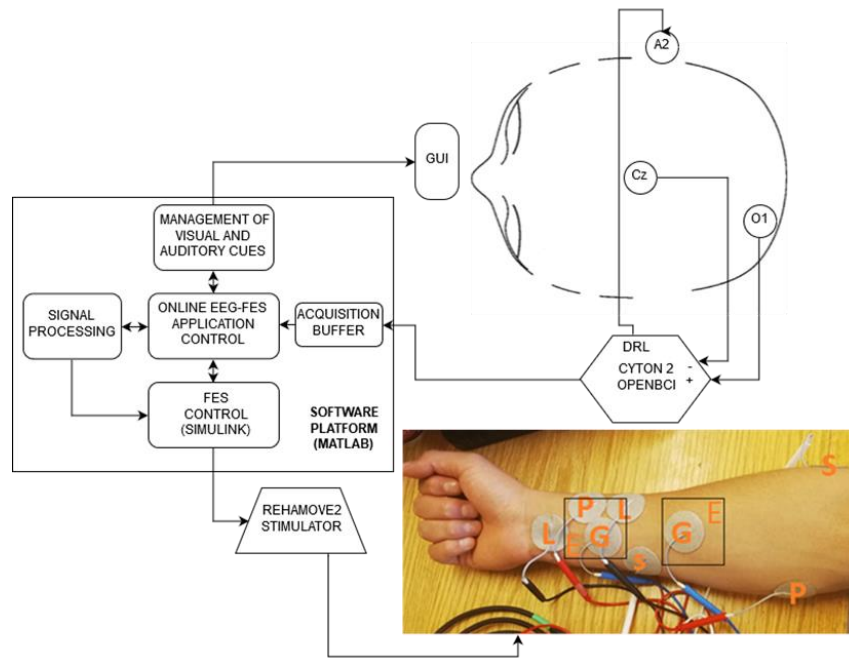 A2
GUI
Cz
O1
MANAGEMENT OF
VISUAL AND
AUDITORY CUES
SIGNAL
PROCESSING
ONLINE EEG-FES
APPLICATION
CONTROL
ACQUISITION
BUFFER
FES
CONTROL
(SIMULINK)
SOFTWARE
PLATFORM
(MATLAB)
DRL
CYTON 2
OPENBCI
-
+
REHAMOVE2
STIMULATOR
S
P
L
E
L
E
G
G
s
P